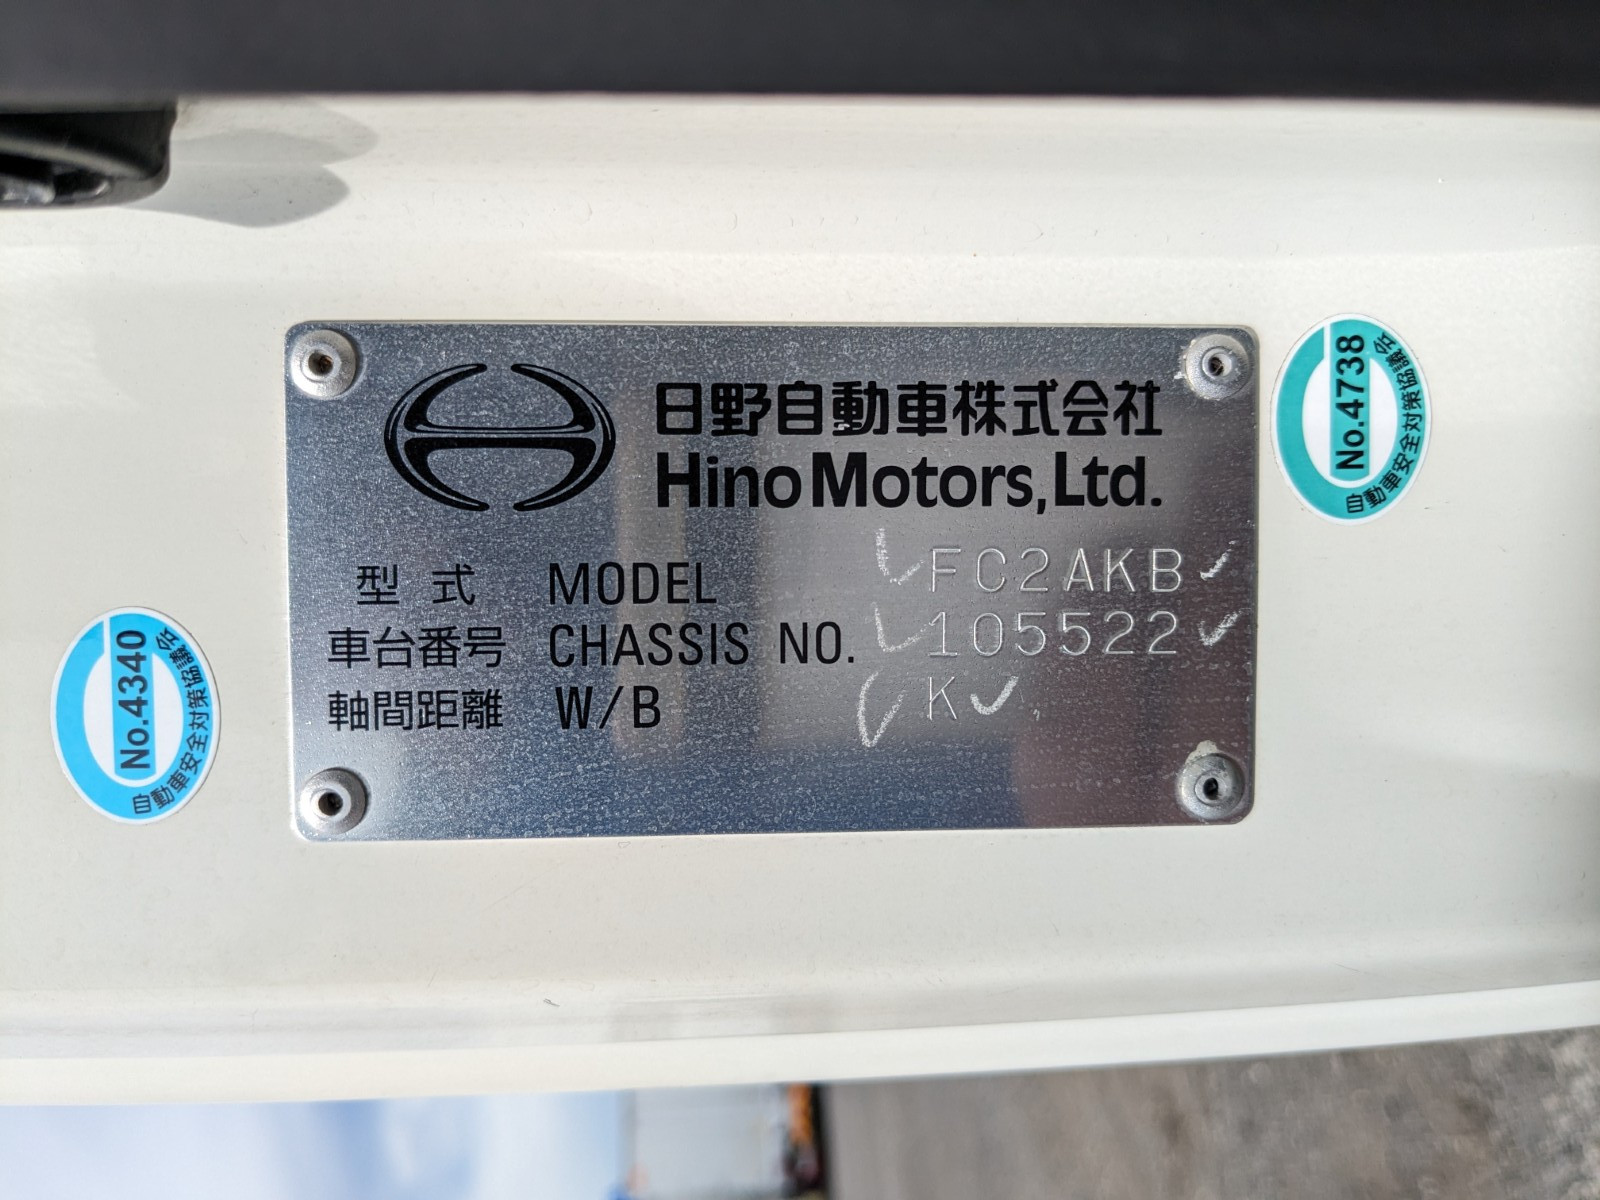 日野自動車株式会社
Hino Motors, Ltd.
型式 MODEL FC2AKB
車台番号 CHASSIS NO. 105522
軸間距離 W/B K
No.4738
自動車安全対策協議会
No.4340
自動車安全対策協議会